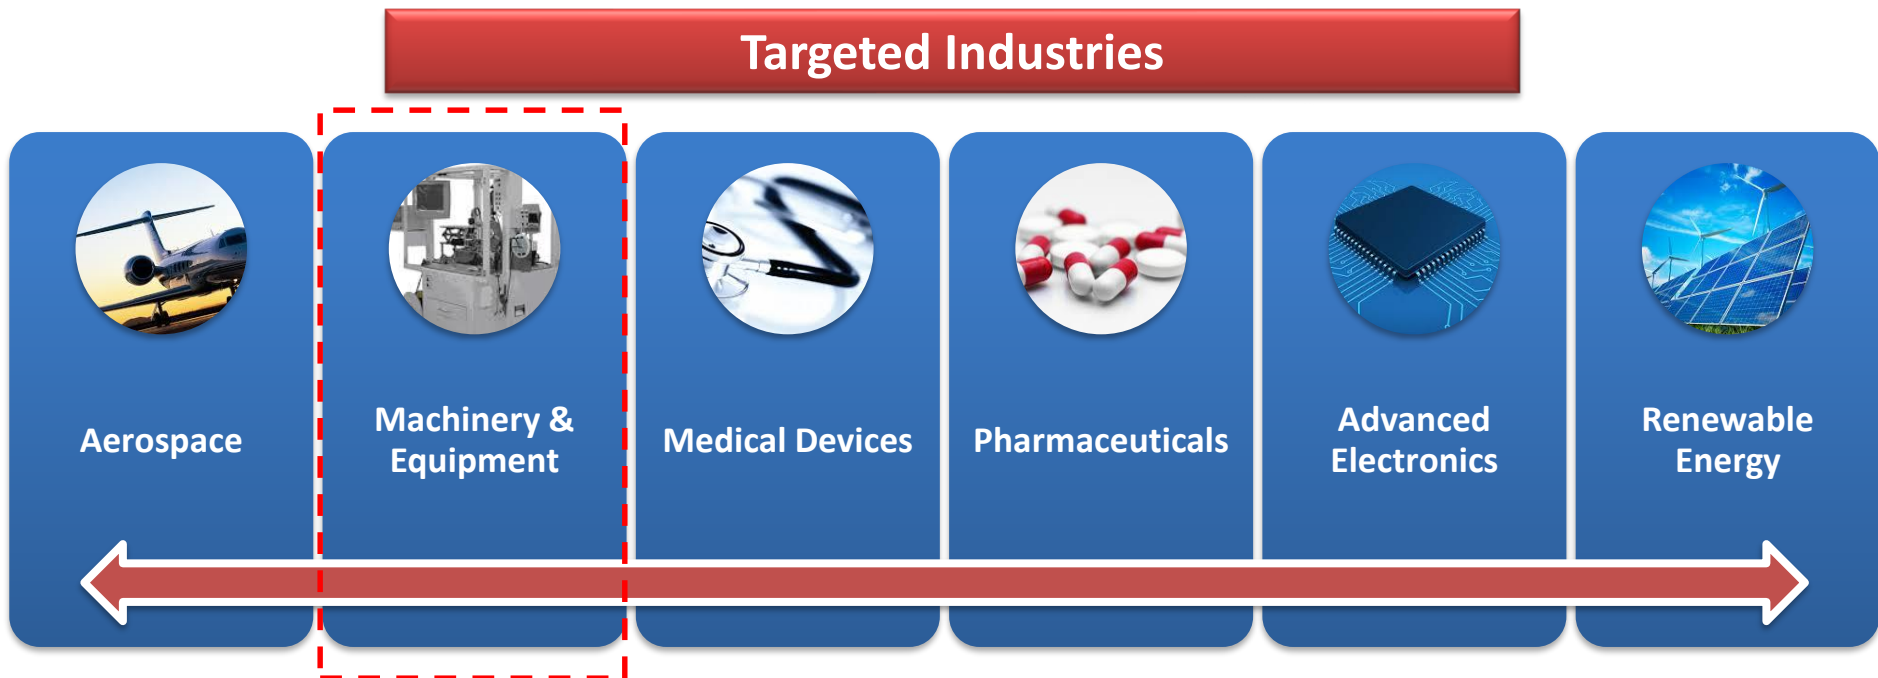 Targeted Industries
Aerospace
Machinery &
Equipment
Medical Devices
Pharmaceuticals
Advanced
Electronics
Renewable
Energy